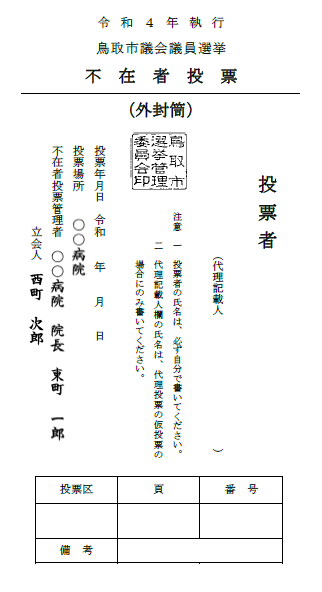 令和4年執行
鳥取市議会議員選挙
不在者投票
(外封筒)
鳥取市
選挙管理
委員会印
投票者
(代理記載人　　　)
注意　一　投票者の氏名は、必ず自分で書いてください。
二　代理記載人欄の氏名は、代理投票の仮投票の
場合にのみ書いてください。
投票年月日　令和　　年　　月　　日
投票場所　〇〇病院
不在者投票管理者　〇〇病院　院長　東町　一郎
立会人　西町　次郎
投票区　頁　番号
備考